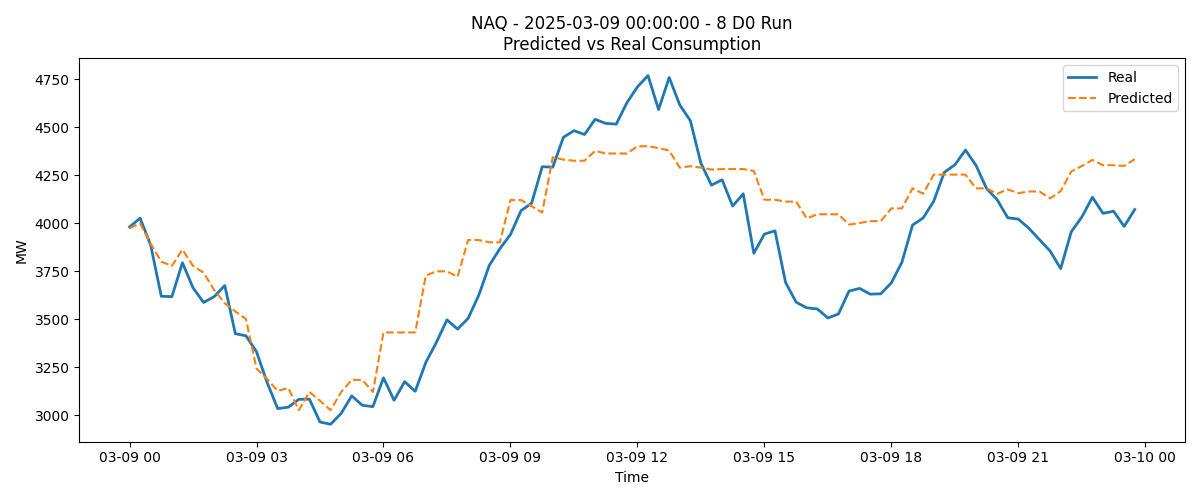 NAQ - 2025-03-09 00:00:00 - 8 D0 Run
Predicted vs Real Consumption
Real
Predicted
MW
4750
4500
4250
4000
3750
3500
3250
3000
03-09 00
03-09 03
03-09 06
03-09 09
03-09 12
03-09 15
03-09 18
03-09 21
03-10 00
Time